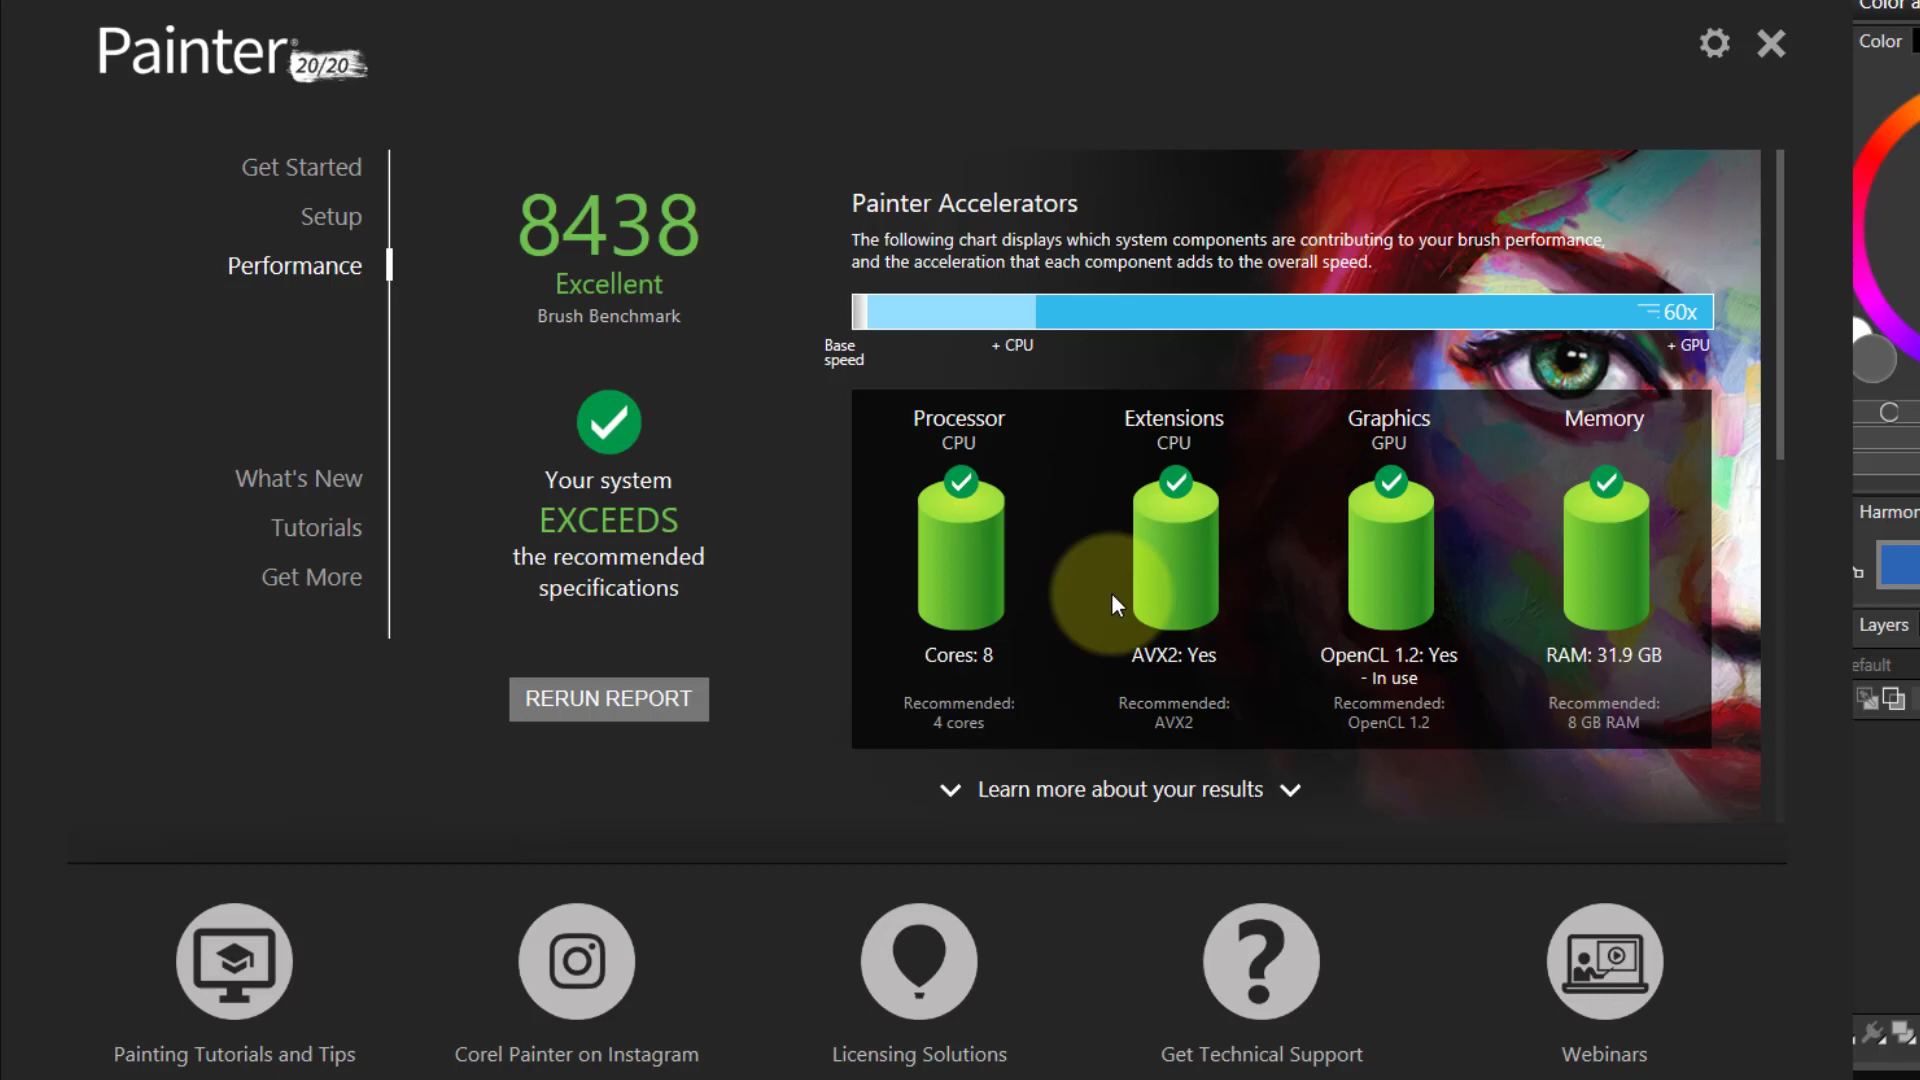 Painter®
20/20
Get Started
Setup
Performance
What's New
Tutorials
Get More
8438
Excellent
Brush Benchmark
Your system
EXCEEDS
the recommended
specifications
RERUN REPORT
Painter Accelerators
The following chart displays which system components are contributing to your brush performance,
and the acceleration that each component adds to the overall speed.
60x
Base
speed
+ CPU
+ GPU
Processor
CPU
Extensions
CPU
Graphics
GPU
Memory
Cores: 8
AVX2: Yes
OpenCL 1.2: Yes
- In use
RAM: 31.9 GB
Recommended:
4 cores
Recommended:
AVX2
Recommended:
OpenCL 1.2
Recommended:
8 GB RAM
Learn more about your results
Painting Tutorials and Tips
Corel Painter on Instagram
Licensing Solutions
Get Technical Support
Webinars
Color a
Color
Harmon
Layers
efault